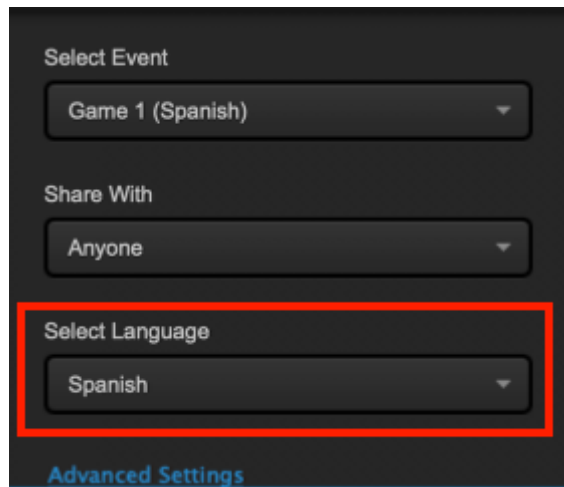 Select Event
Game 1 (Spanish)
Share With
Anyone
Select Language
Spanish
Advanced Settings